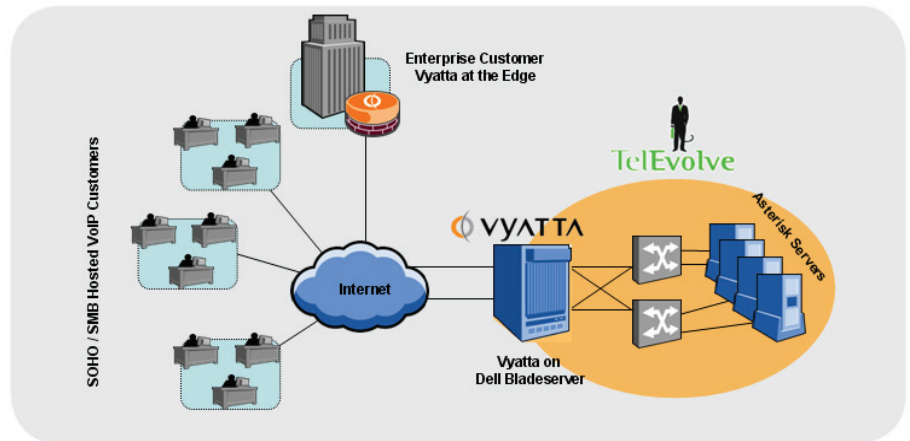 Enterprise Customer
Vyatta at the Edge
TelEvolve
SOHO / SMB Hosted VoIP Customers
VYATTA
Asterisk Servers
Internet
Vyatta on
Dell Bladeserver